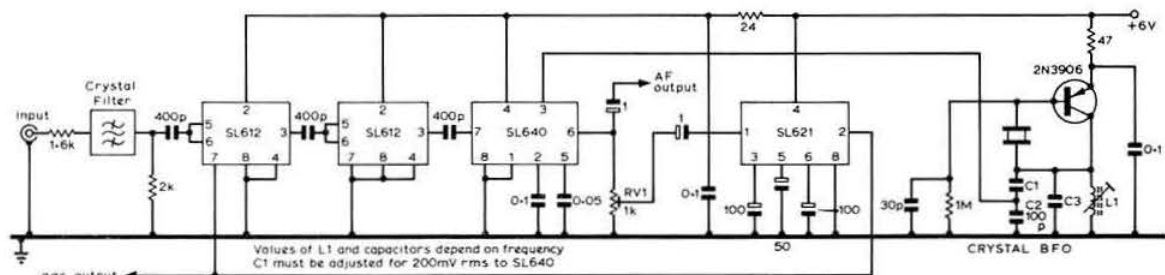 +6V
24
47
2N3906
Crystal
Filter
Input
1·6k
400p
5
6
2
SL612
3
7
8
4
400p
5
6
2
SL612
3
7
8
4
400p
7
4
3
SL640
6
8
1
2
5
AF
output
1
1
1
4
SL621
2
3
5
6
8
2k
0·1
0·05
RV1
1k
0·1
100
100
50
30p
1M
C1
C2
100
p
C3
L1
0·1
Values of L1 and capacitors depend on frequency
C1 must be adjusted for 200mV rms to SL640
CRYSTAL BFO
output